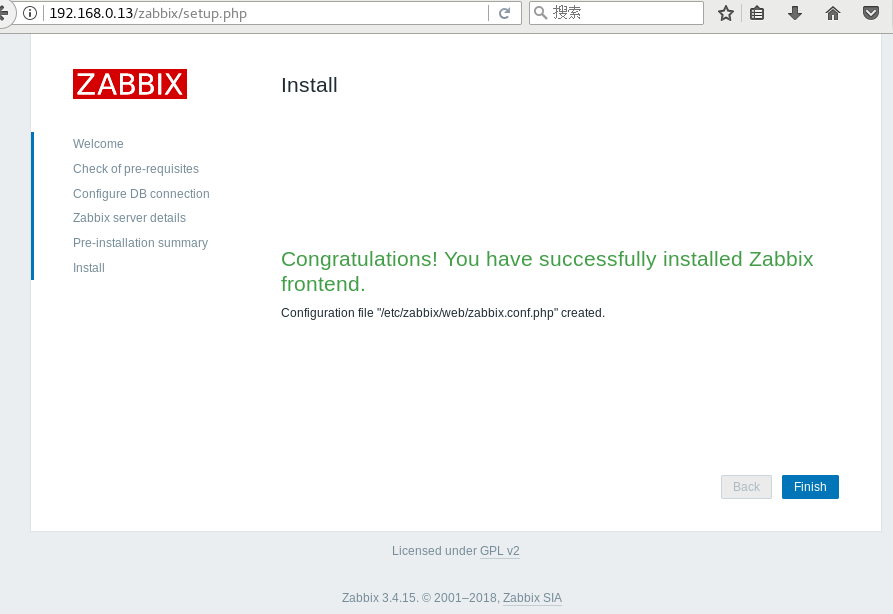 192.168.0.13/zabbix/setup.php
搜索
ZABBIX
Install
Welcome
Check of pre-requisites
Configure DB connection
Zabbix server details
Pre-installation summary
Install
Congratulations! You have successfully installed Zabbix
frontend.
Configuration file "/etc/zabbix/web/zabbix.conf.php" created.
Back
Finish
Licensed under GPL v2
Zabbix 3.4.15. © 2001–2018, Zabbix SIA